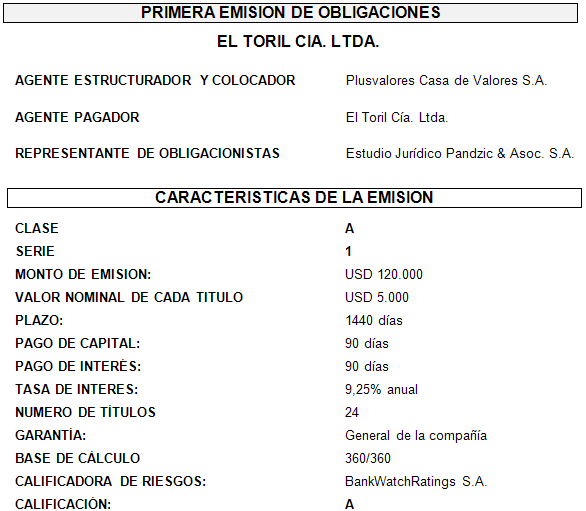 PRIMERA EMISION DE OBLIGACIONES
EL TORIL CIA. LTDA.
AGENTE ESTRUCTURADOR Y COLOCADOR Plusvalores Casa de Valores S.A.
AGENTE PAGADOR El Toril Cía. Ltda.
REPRESENTANTE DE OBLIGACIONISTAS Estudio Jurídico Pandzic & Asoc. S.A.
CARACTERISTICAS DE LA EMISION
CLASE A
SERIE 1
MONTO DE EMISION: USD 120.000
VALOR NOMINAL DE CADA TITULO USD 5.000
PLAZO: 1440 días
PAGO DE CAPITAL: 90 días
PAGO DE INTERÉS: 90 días
TASA DE INTERES: 9,25% anual
NUMERO DE TÍTULOS 24
GARANTÍA: General de la compañía
BASE DE CÁLCULO 360/360
CALIFICADORA DE RIESGOS: BankWatchRatings S.A.
CALIFICACIÓN: A